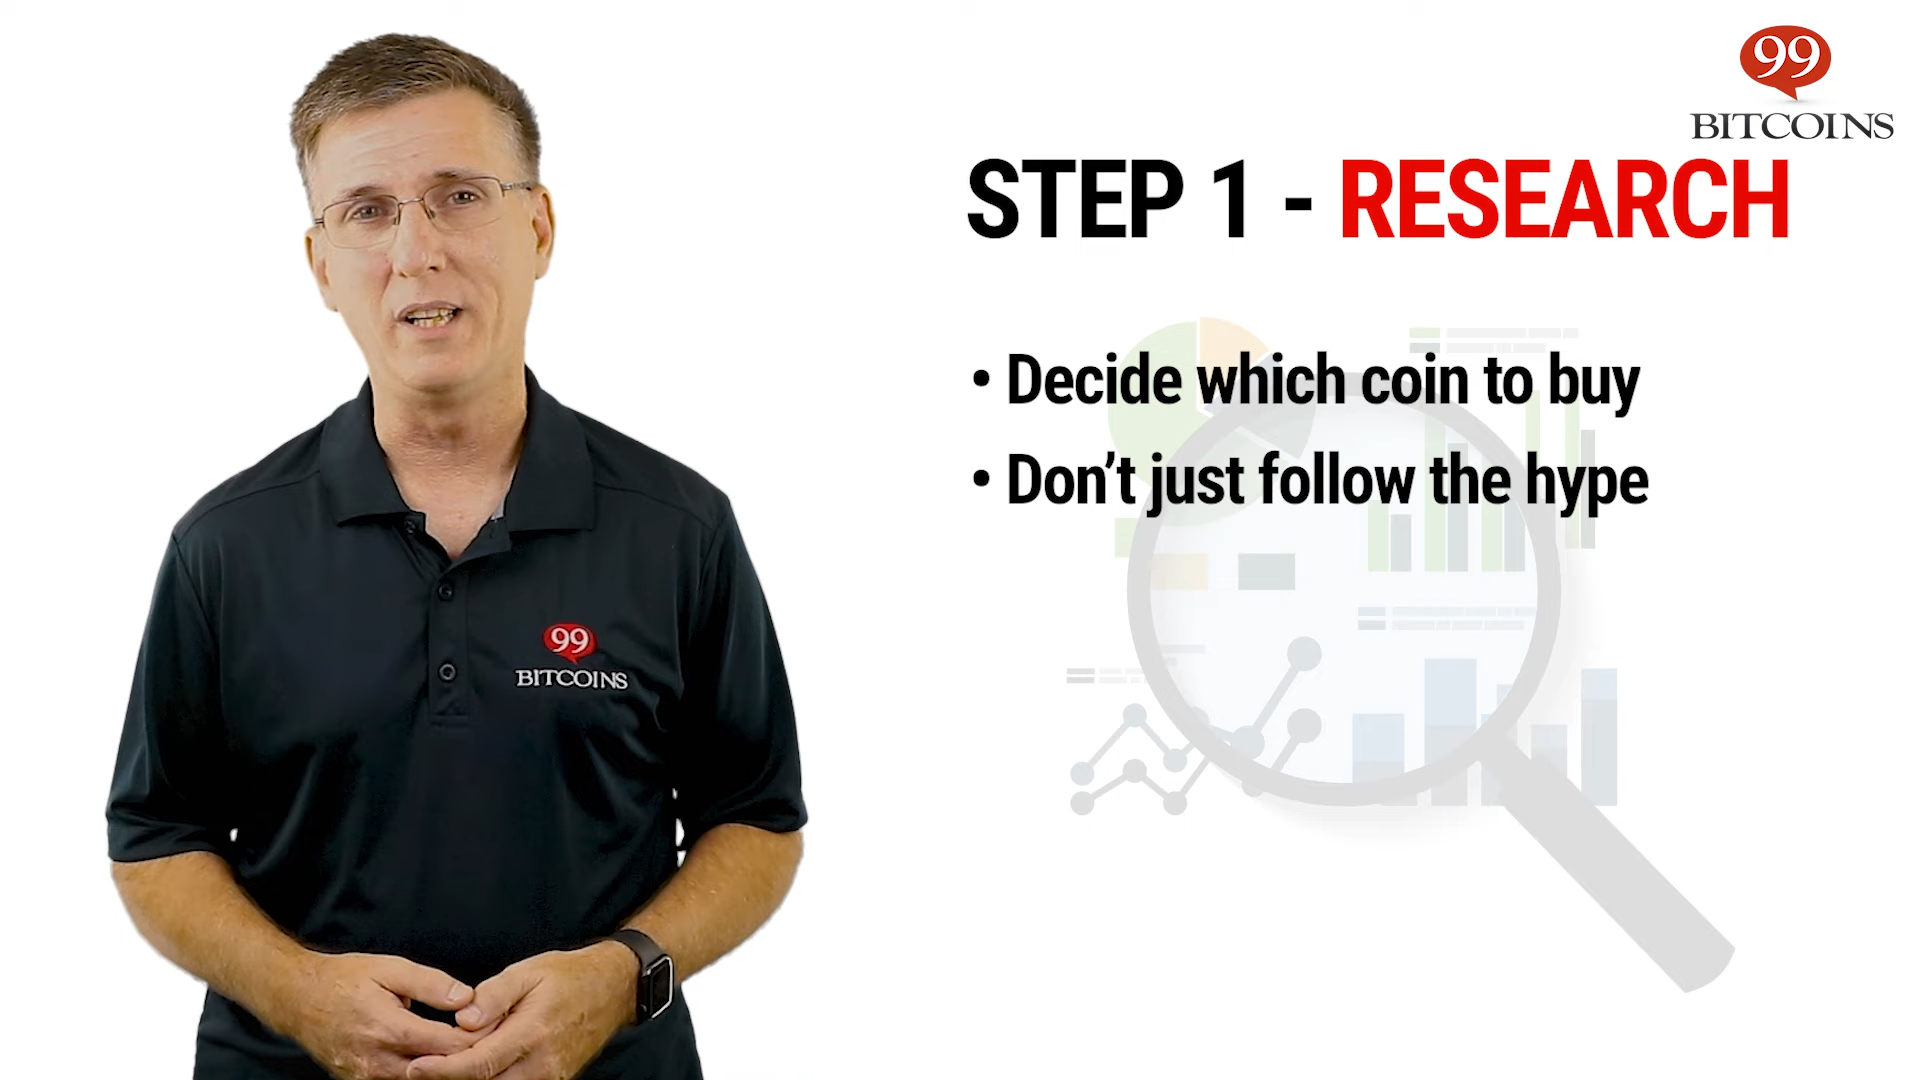 99
BITCOINS
STEP 1 - RESEARCH
• Decide which coin to buy
• Don’t just follow the hype
99
BITCOINS